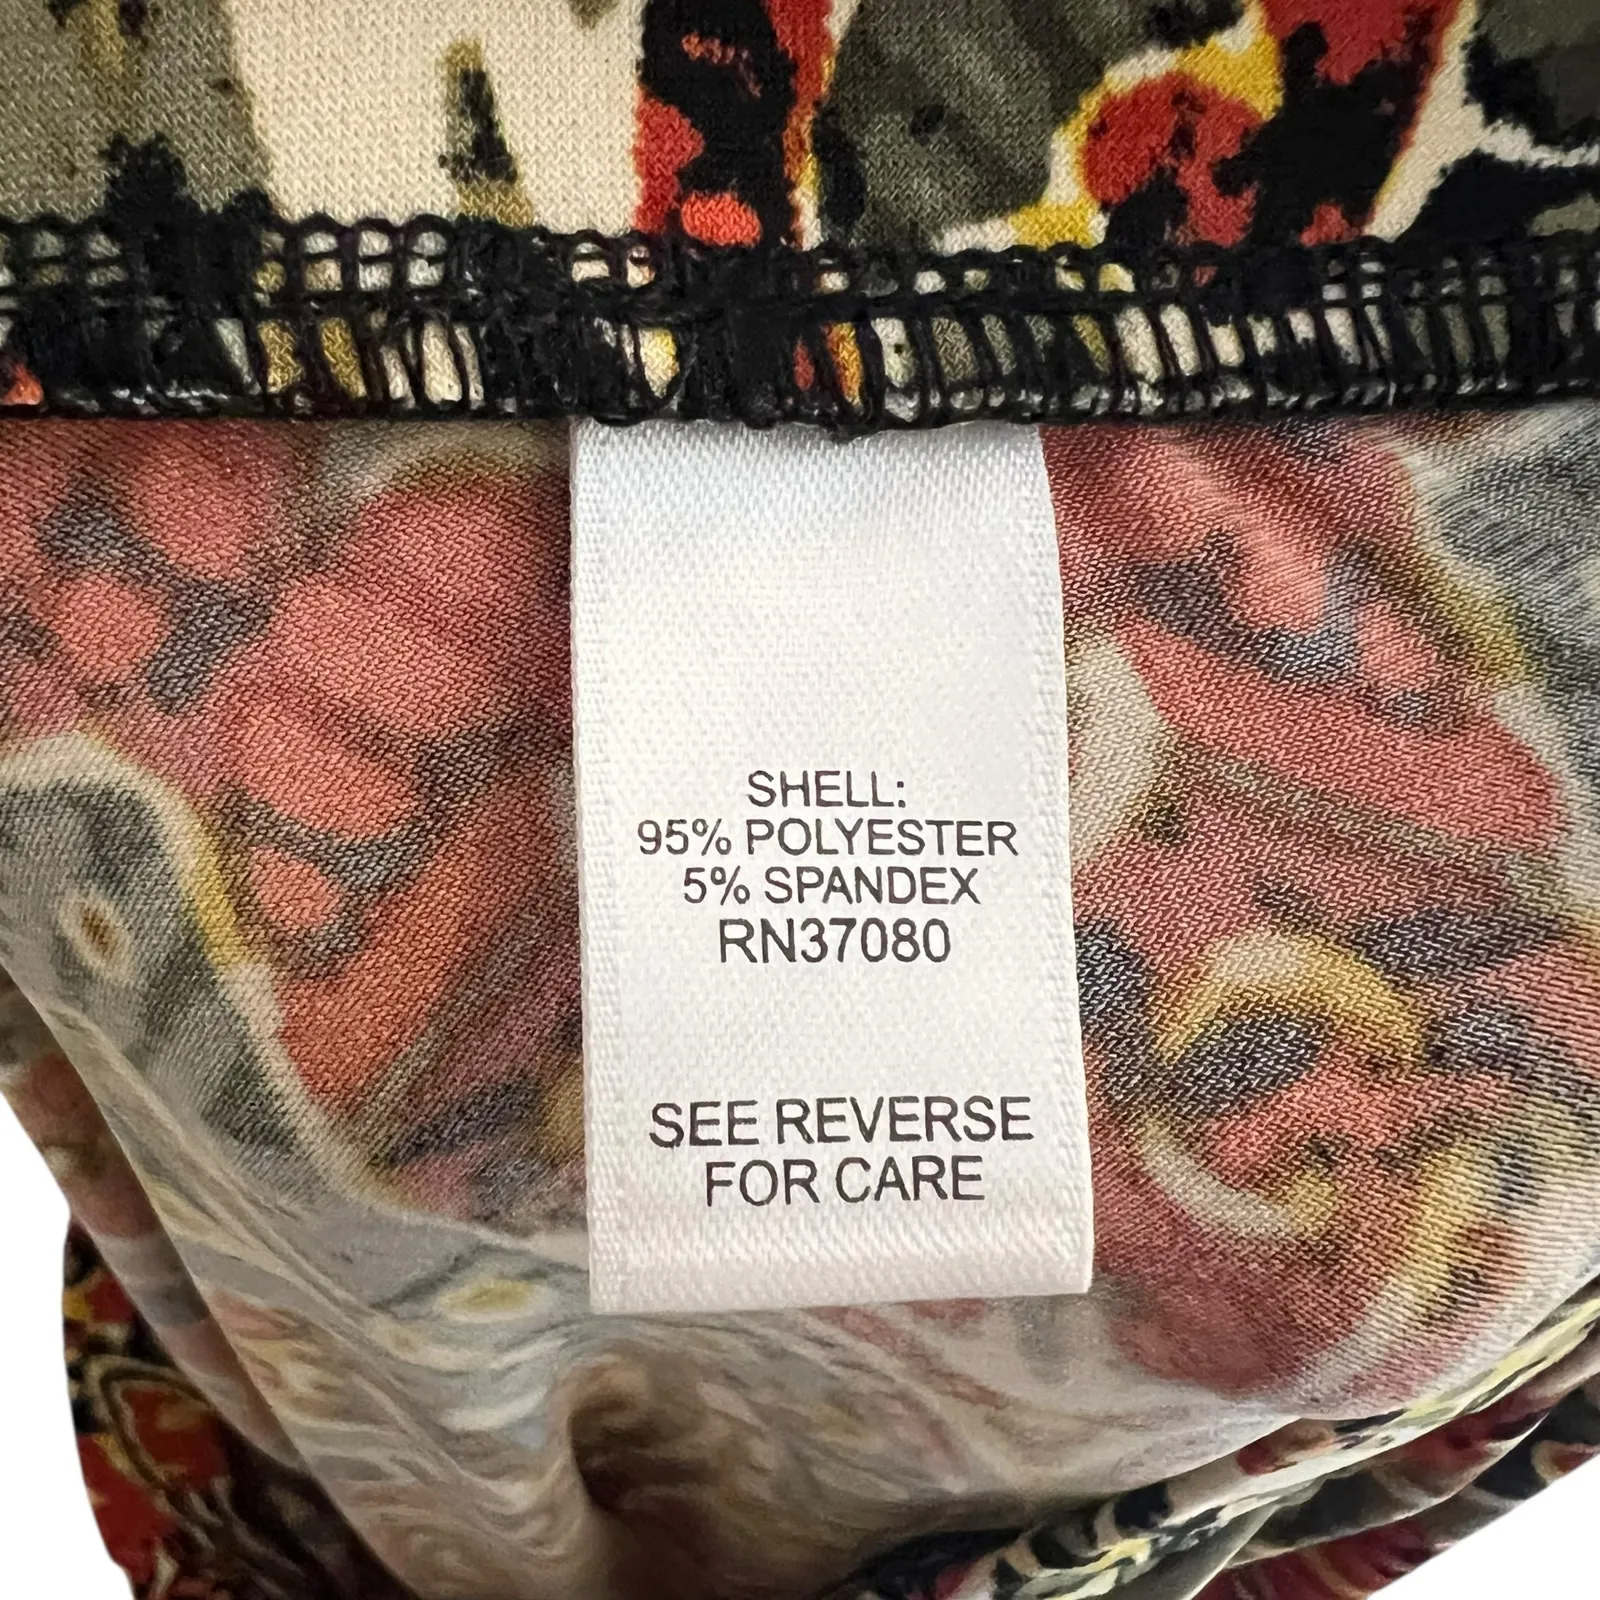 SHELL:
95% POLYESTER
5% SPANDEX
RN37080
SEE REVERSE
FOR CARE